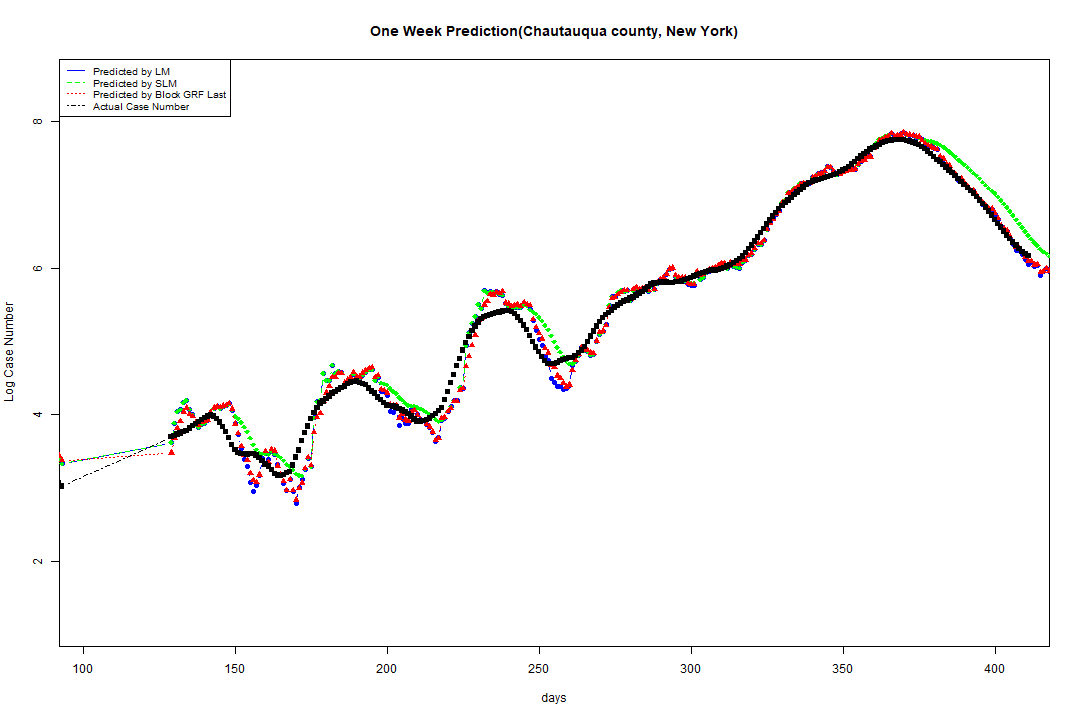 One Week Prediction(Chautauqua county, New York)
Predicted by LM
Predicted by SLM
Predicted by Block GRF Last
Actual Case Number
8
6
4
2
Log Case Number
100 150 200 250 300 350 400
days